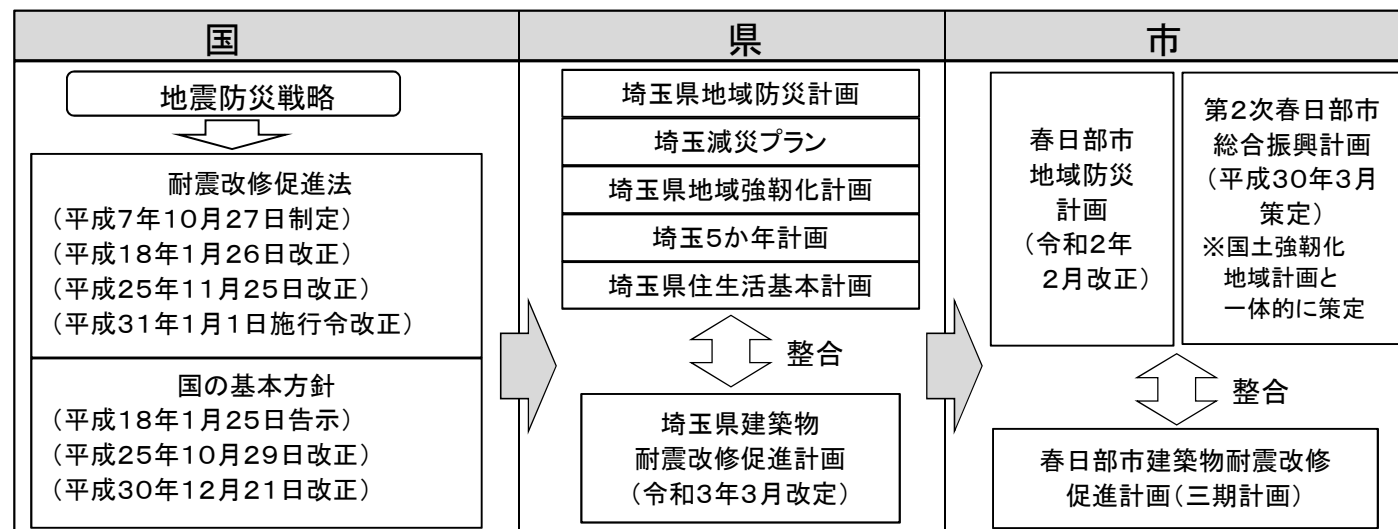 国
地震防災戦略
耐震改修促進法
（平成７年１０月２７日制定）
（平成１８年１月２６日改正）
（平成２５年１１月２５日改正）
（平成３１年１月１日施行令改正）
国の基本方針
（平成１８年１月２５日告示）
（平成２５年１０月２９日改正）
（平成３０年１２月２１日改正）
県
埼玉県地域防災計画
埼玉減災プラン
埼玉県地域強靱化計画
埼玉５か年計画
埼玉県住生活基本計画
整合
埼玉県建築物
耐震改修促進計画
（令和３年３月改定）
市
春日部市
地域防災
計画
（令和２年
２月改正）
第２次春日部市
総合振興計画
（平成３０年３月
策定）
※国土強靱化
地域計画と
一体的に策定
整合
春日部市建築物耐震改修
促進計画（三期計画）